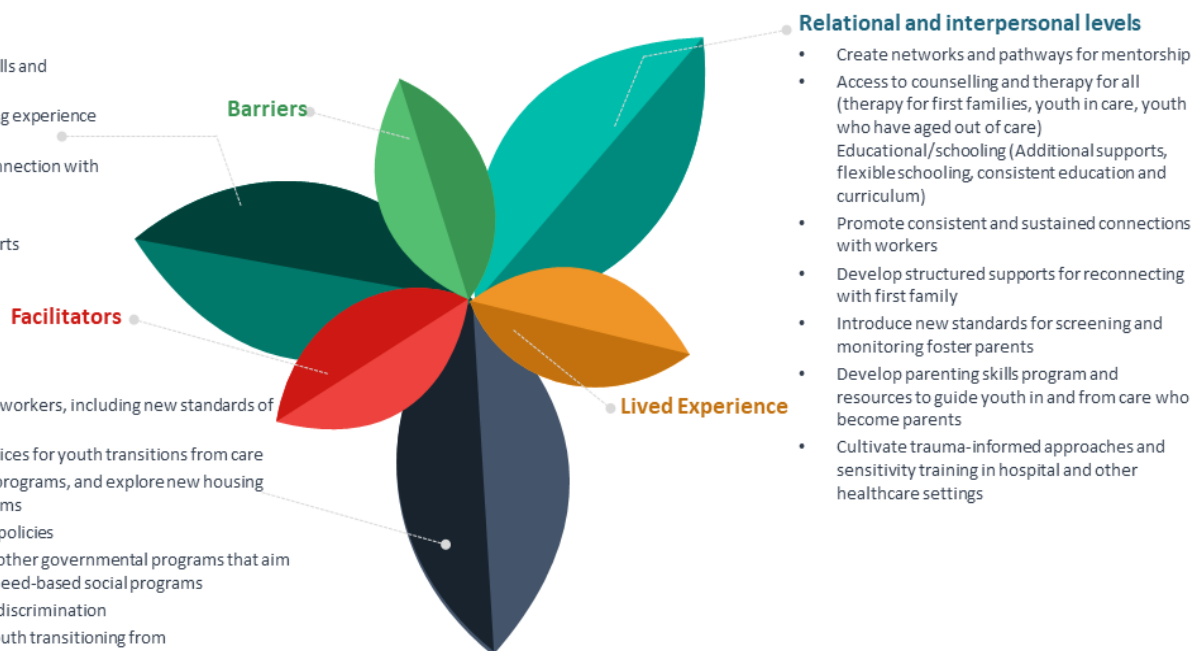 lls and
g experience
nnection with
rts
Barriers
Facilitators
workers, including new standards of
ices for youth transitions from care
programs, and explore new housing
ms
policies
other governmental programs that aim
eed-based social programs
discrimination
uth transitioning from
Lived Experience
Relational and interpersonal levels
• Create networks and pathways for mentorship
• Access to counselling and therapy for all
(therapy for first families, youth in care, youth
who have aged out of care)
Educational/schooling (Additional supports,
flexible schooling, consistent education and
curriculum)
• Promote consistent and sustained connections
with workers
• Develop structured supports for reconnecting
with first family
• Introduce new standards for screening and
monitoring foster parents
• Develop parenting skills program and
resources to guide youth in and from care who
become parents
• Cultivate trauma-informed approaches and
sensitivity training in hospital and other
healthcare settings